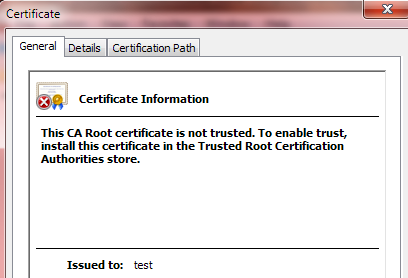 Certificate
General Details Certification Path
Certificate Information
This CA Root certificate is not trusted. To enable trust,
install this certificate in the Trusted Root Certification
Authorities store.
Issued to: test